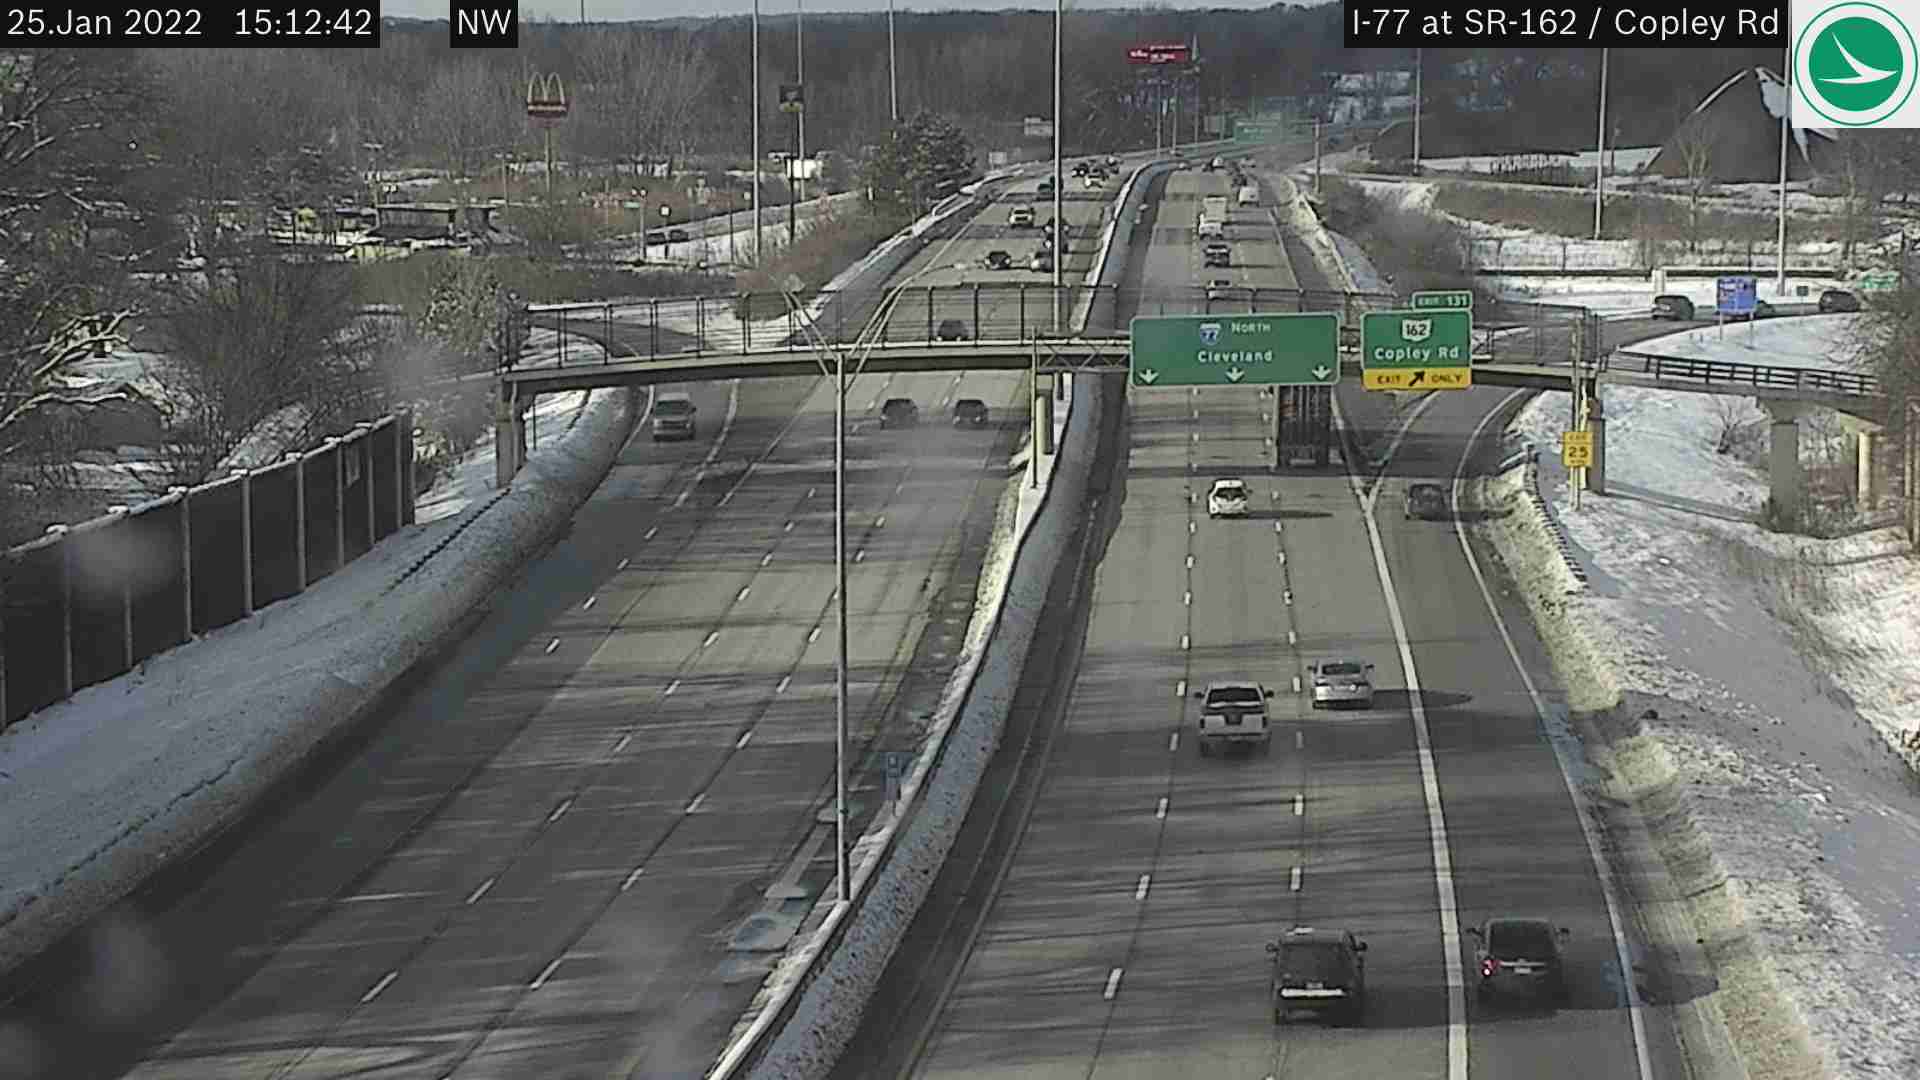 25.Jan 2022 15:12:42
NW
I-77 at SR-162 / Copley Rd
McDonald's
EXIT 131
77 NORTH
Cleveland
162
Copley Rd
EXIT ONLY
25